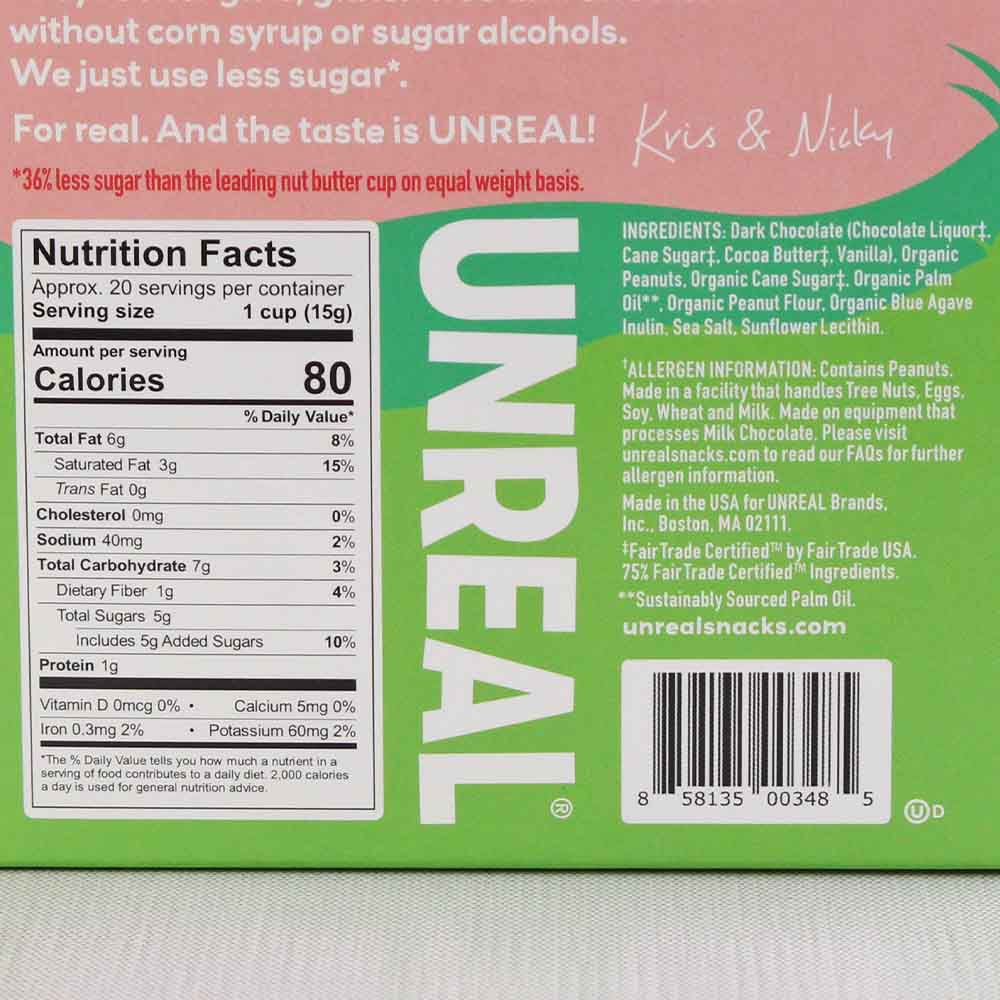 without corn syrup or sugar alcohols.
We just use less sugar*.
For real. And the taste is UNREAL!
Kris & Nicky
*36% less sugar than the leading nut butter cup on equal weight basis.
Nutrition Facts
Approx. 20 servings per container
Serving size 1 cup (15g)
Amount per serving
Calories 80
% Daily Value*
Total Fat 6g 8%
Saturated Fat 3g 15%
Trans Fat 0g
Cholesterol 0mg 0%
Sodium 40mg 2%
Total Carbohydrate 7g 3%
Dietary Fiber 1g 4%
Total Sugars 5g
Includes 5g Added Sugars 10%
Protein 1g
Vitamin D 0mcg 0% • Calcium 5mg 0%
Iron 0.3mg 2% • Potassium 60mg 2%
*The % Daily Value tells you how much a nutrient in a
serving of food contributes to a daily diet. 2,000 calories
a day is used for general nutrition advice.
UNREAL®
INGREDIENTS: Dark Chocolate (Chocolate Liquor‡,
Cane Sugar‡, Cocoa Butter‡, Vanilla), Organic
Peanuts, Organic Cane Sugar‡, Organic Palm
Oil**, Organic Peanut Flour, Organic Blue Agave
Inulin, Sea Salt, Sunflower Lecithin.
†ALLERGEN INFORMATION: Contains Peanuts.
Made in a facility that handles Tree Nuts, Eggs,
Soy, Wheat and Milk. Made on equipment that
processes Milk Chocolate. Please visit
unrealsnacks.com to read our FAQs for further
allergen information.
Made in the USA for UNREAL Brands,
Inc., Boston, MA 02111.
‡Fair Trade Certified™ by Fair Trade USA.
75% Fair Trade Certified™ Ingredients.
**Sustainably Sourced Palm Oil.
unrealsnacks.com
8 58135 00348 5
U D